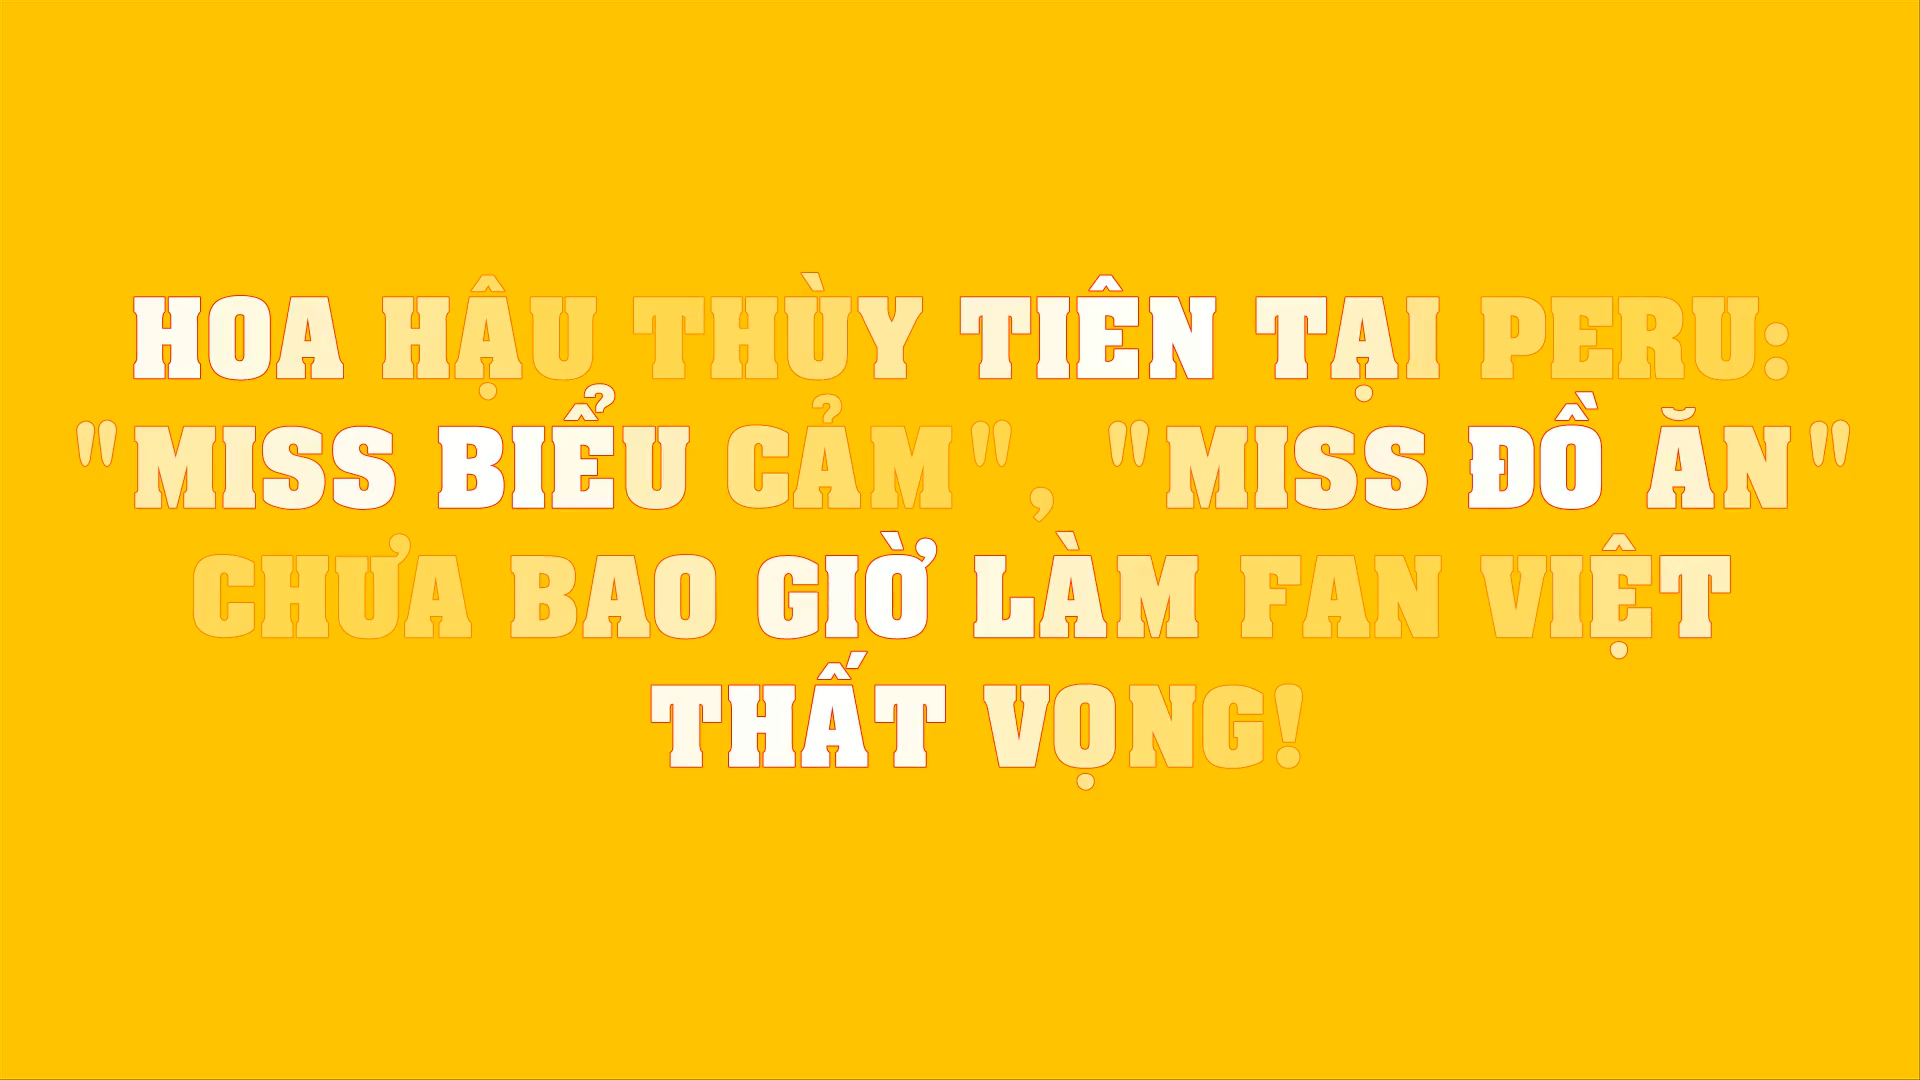 HOA HẬU THÙY TIÊN TẠI PERU:
"MISS BIỂU CẢM", "MISS ĐỒ ĂN"
CHƯA BAO GIỜ LÀM FAN VIỆT
THẤT VỌNG!